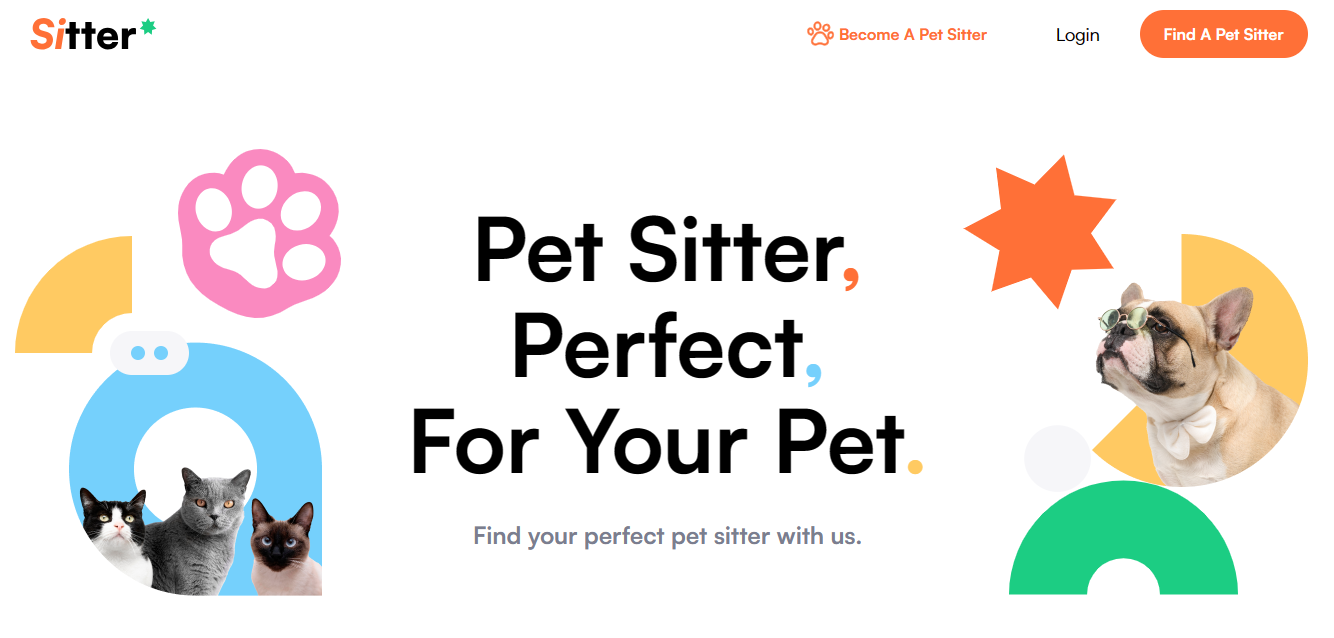 Sitter
Become A Pet Sitter
Login
Find A Pet Sitter
Pet Sitter,
Perfect,
For Your Pet.
Find your perfect pet sitter with us.